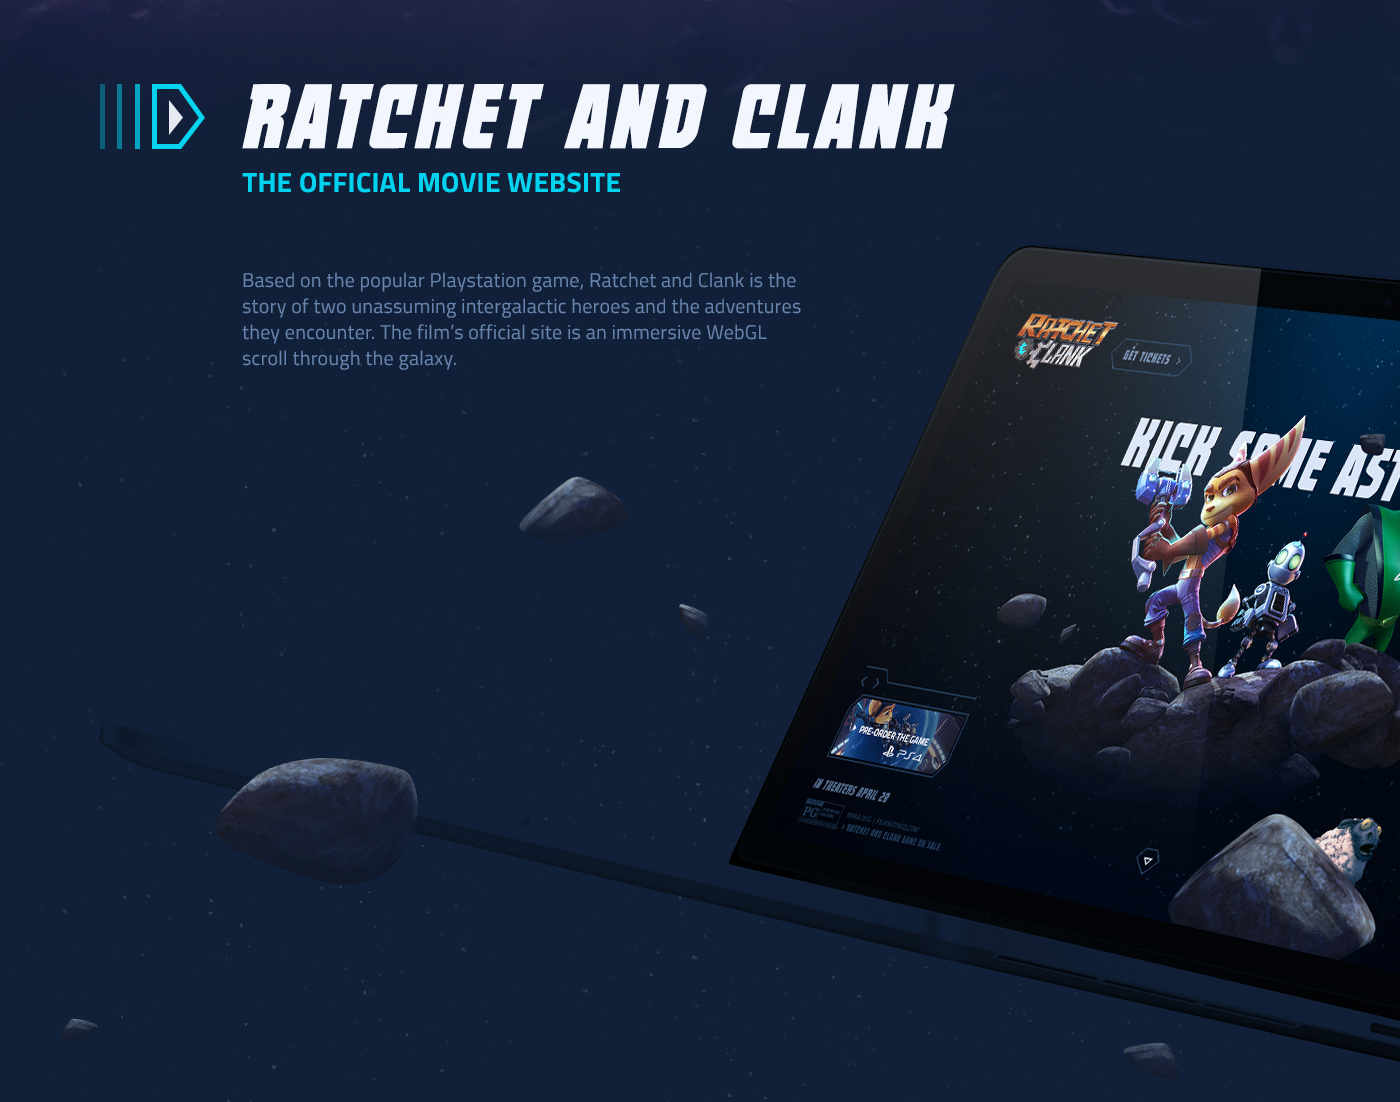 RATCHET AND CLANK
THE OFFICIAL MOVIE WEBSITE
Based on the popular Playstation game, Ratchet and Clank is the
story of two unassuming intergalactic heroes and the adventures
they encounter. The film's official site is an immersive WebGL
scroll through the galaxy.
RATCHET
CLANK
GET TICKETS
KICK SOME AST
PRE-ORDER THE GAME
PS4
IN THEATERS APRIL 29
PG
RATCHET AND CLANK GAME ON SALE